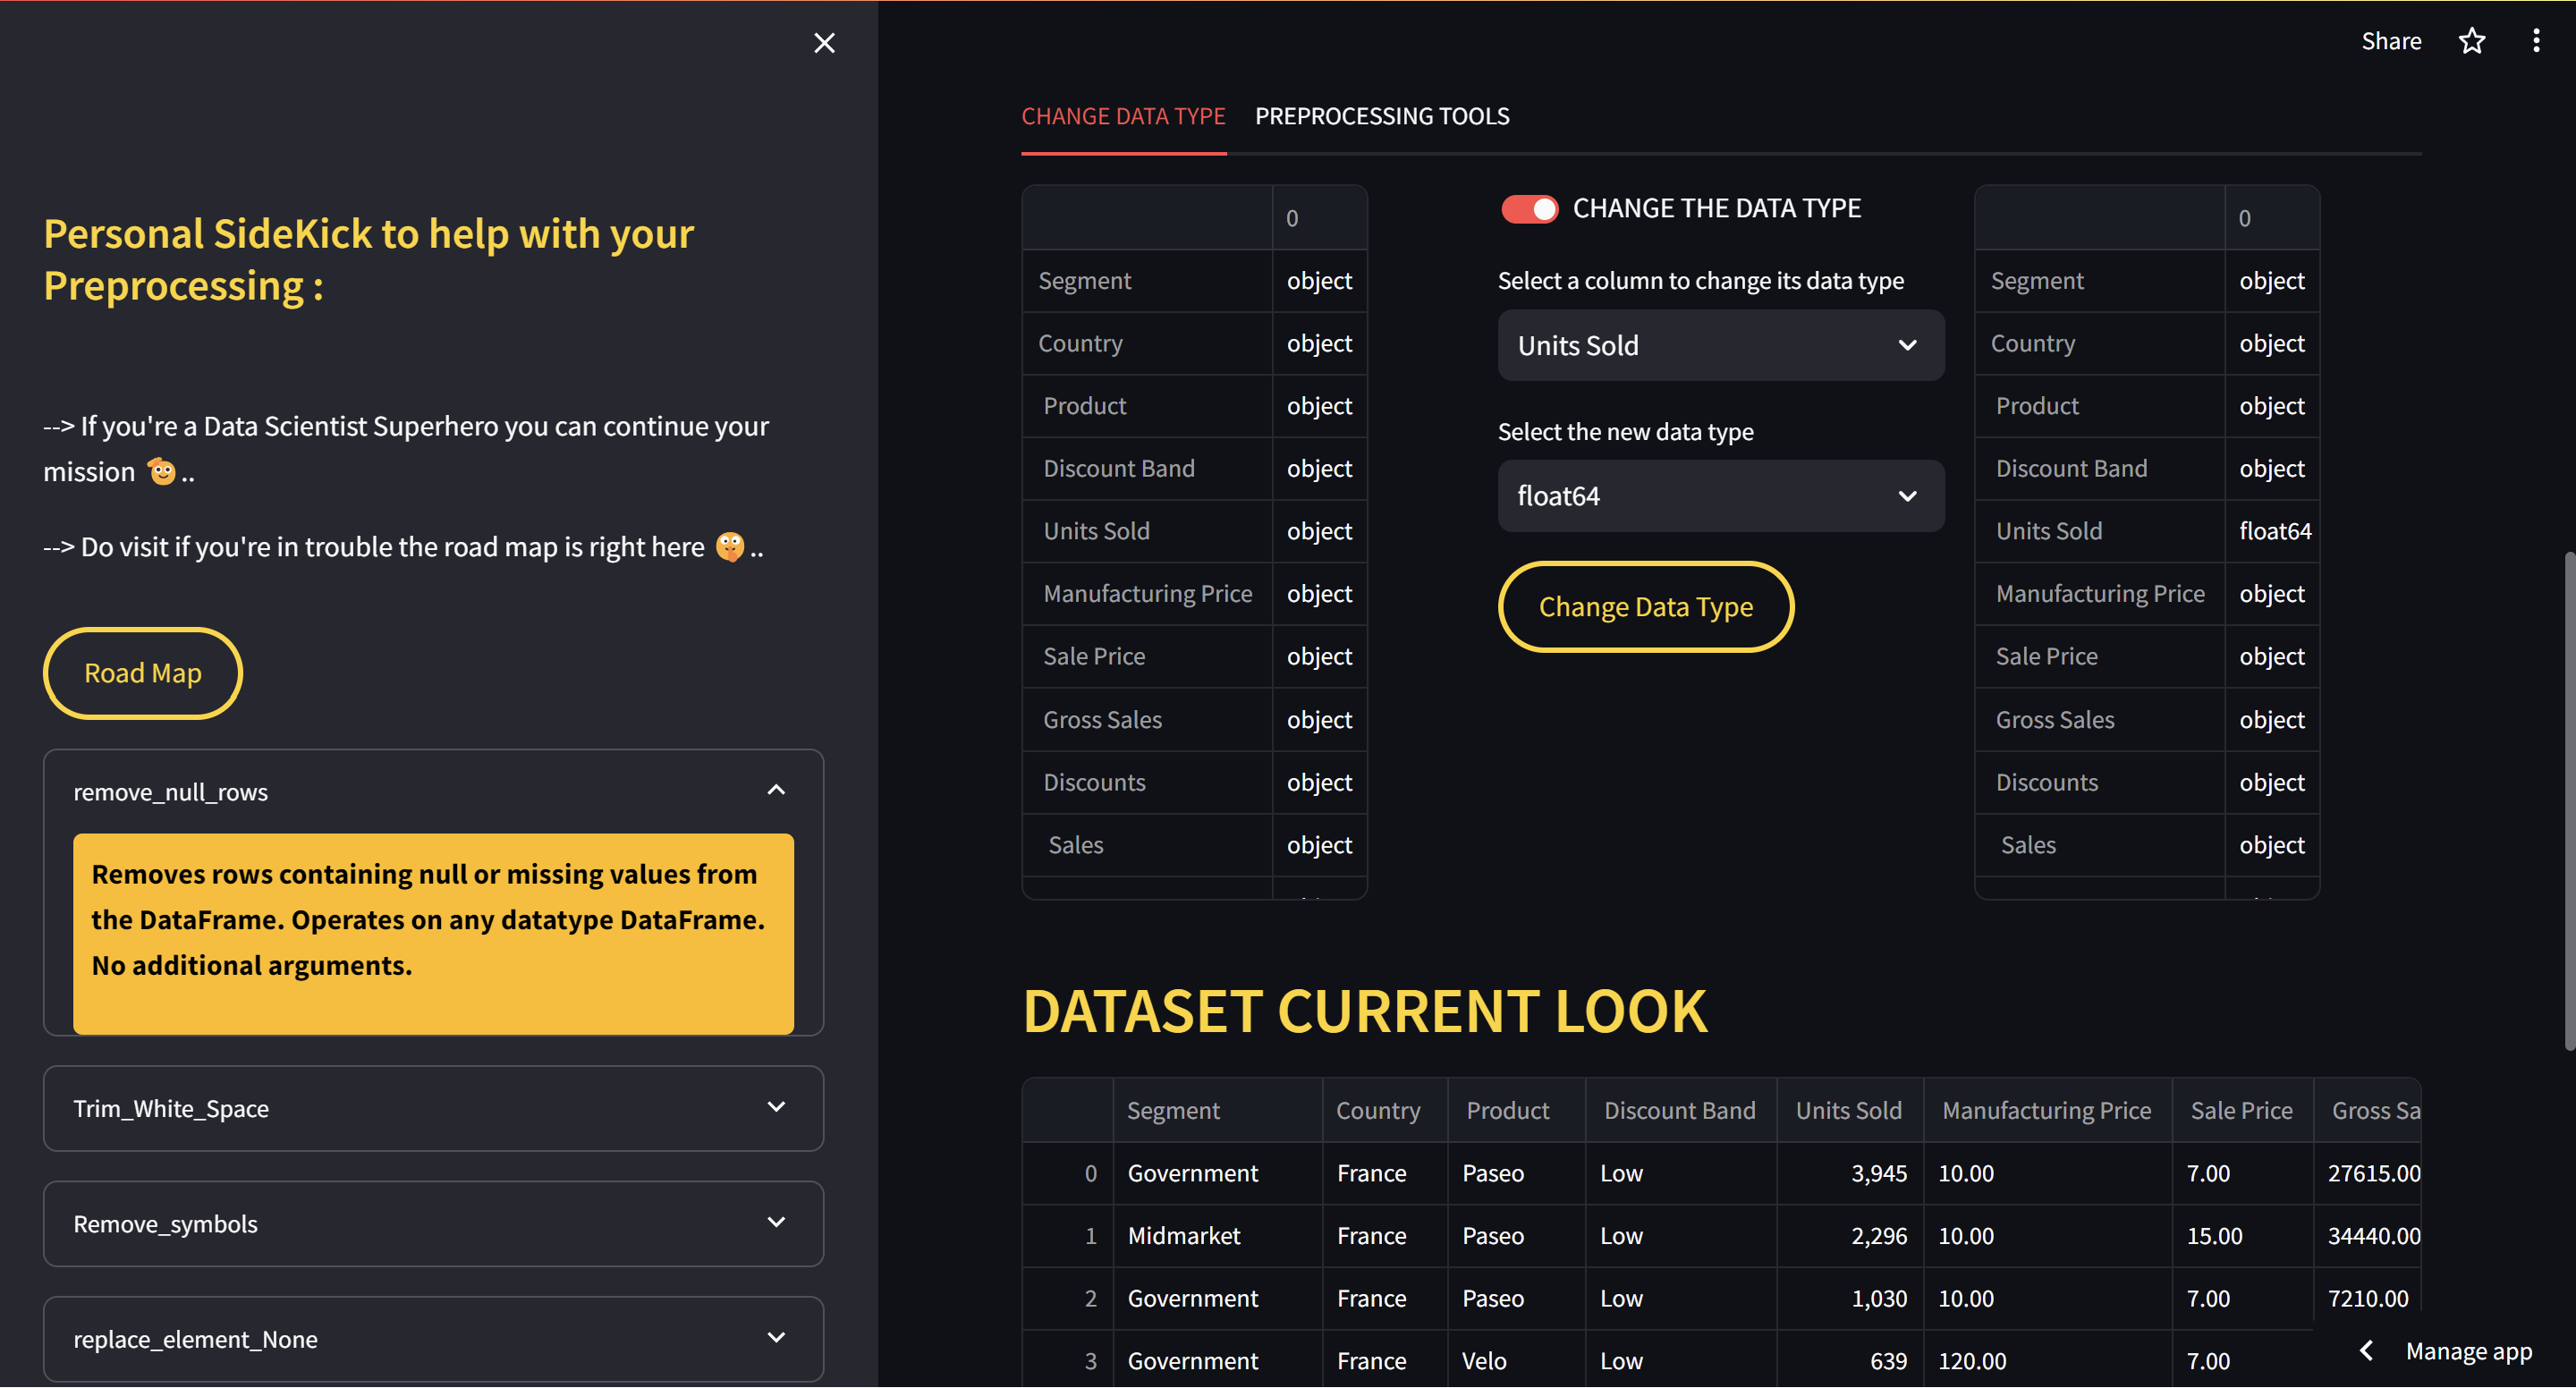 Personal SideKick to help with your
Preprocessing :
--> If you're a Data Scientist Superhero you can continue your
mission 🫡 ..
--> Do visit if you're in trouble the road map is right here 🫣 ..
Road Map
remove_null_rows
Removes rows containing null or missing values from
the DataFrame. Operates on any datatype DataFrame.
No additional arguments.
Trim_White_Space
Remove_symbols
replace_element_None
Share
CHANGE DATA TYPE PREPROCESSING TOOLS
0
Segment object
Country object
Product object
Discount Band object
Units Sold object
Manufacturing Price object
Sale Price object
Gross Sales object
Discounts object
Sales object
CHANGE THE DATA TYPE
Select a column to change its data type
Units Sold
Select the new data type
float64
Change Data Type
0
Segment object
Country object
Product object
Discount Band object
Units Sold float64
Manufacturing Price object
Sale Price object
Gross Sales object
Discounts object
Sales object
DATASET CURRENT LOOK
Segment Country Product Discount Band Units Sold Manufacturing Price Sale Price Gross Sa
0 Government France Paseo Low 3,945 10.00 7.00 27615.00
1 Midmarket France Paseo Low 2,296 10.00 15.00 34440.00
2 Government France Paseo Low 1,030 10.00 7.00 7210.00
3 Government France Velo Low 639 120.00 7.00
Manage app